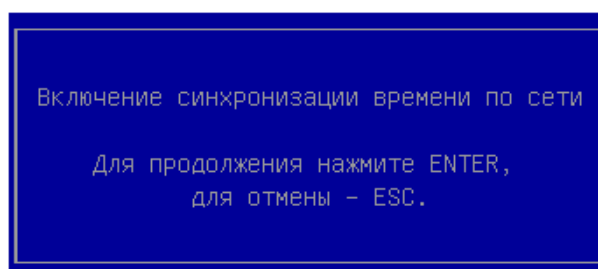 Включение синхронизации времени по сети
Для продолжения нажмите ENTER,
для отмены - ESC.